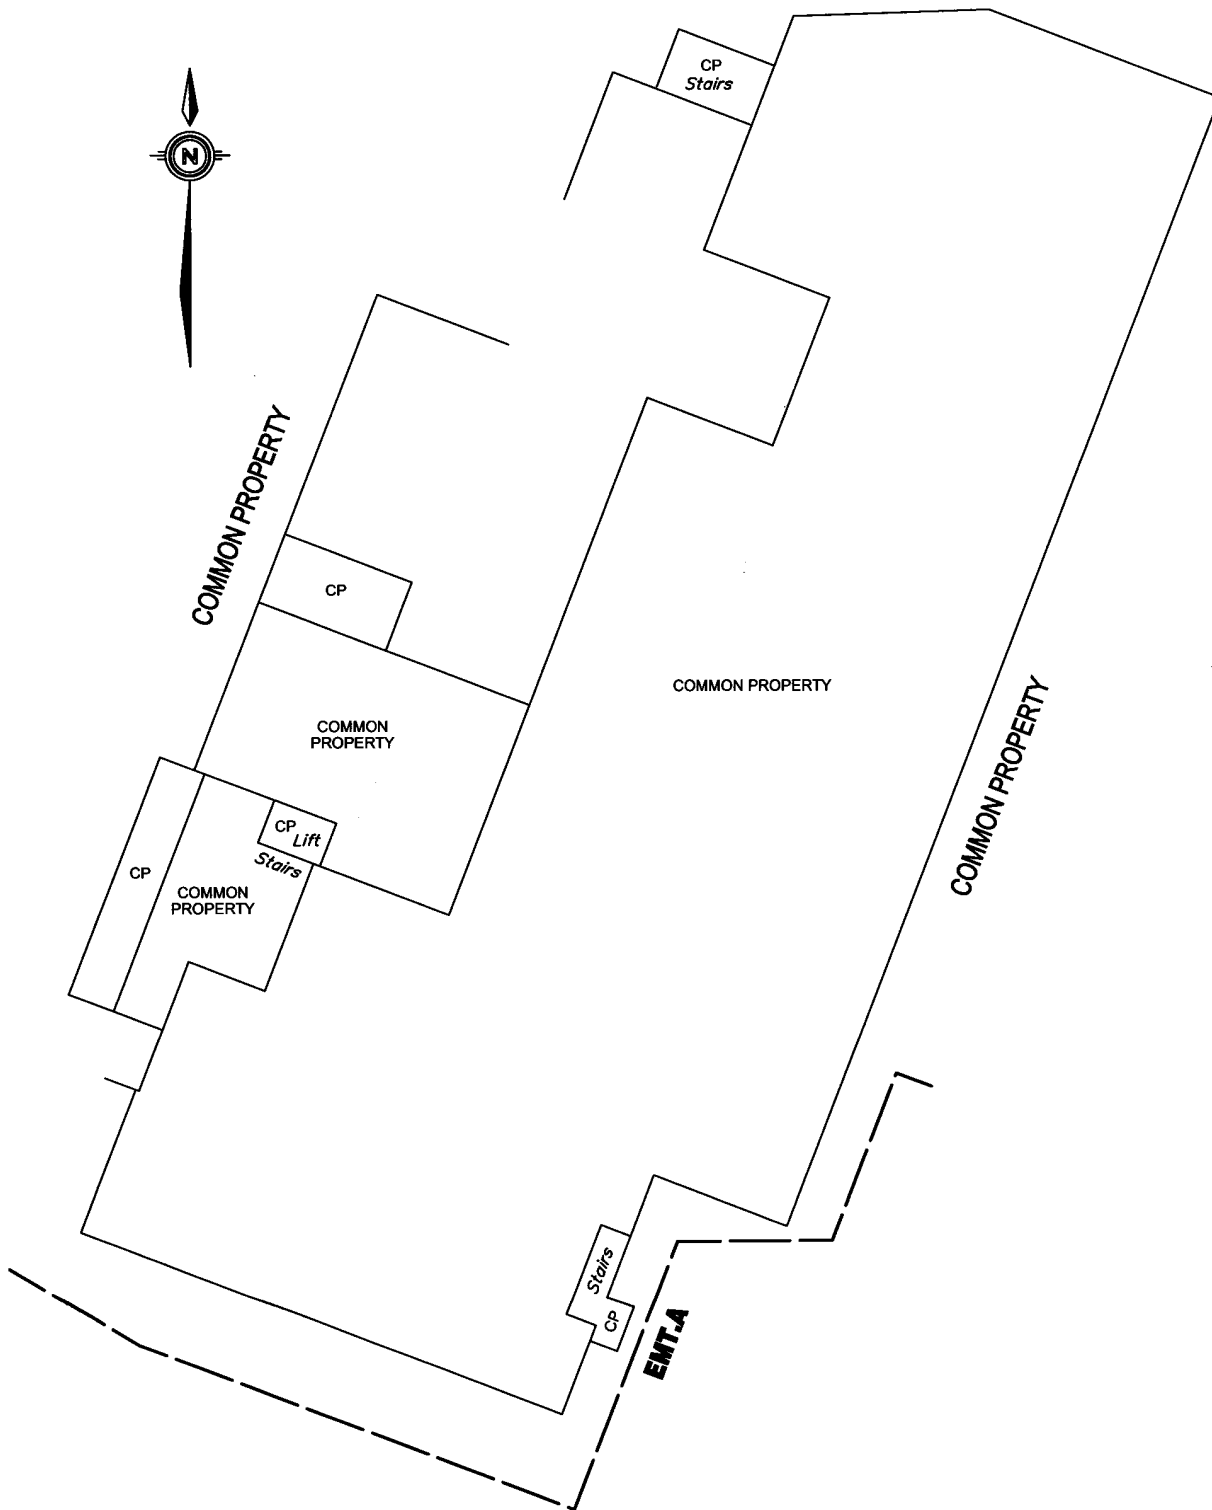 CP
Stairs
N
COMMON PROPERTY
CP
COMMON PROPERTY
COMMON
PROPERTY
COMMON PROPERTY
CP
Lift
Stairs
CP
COMMON
PROPERTY
Stairs
CP
EMT.A